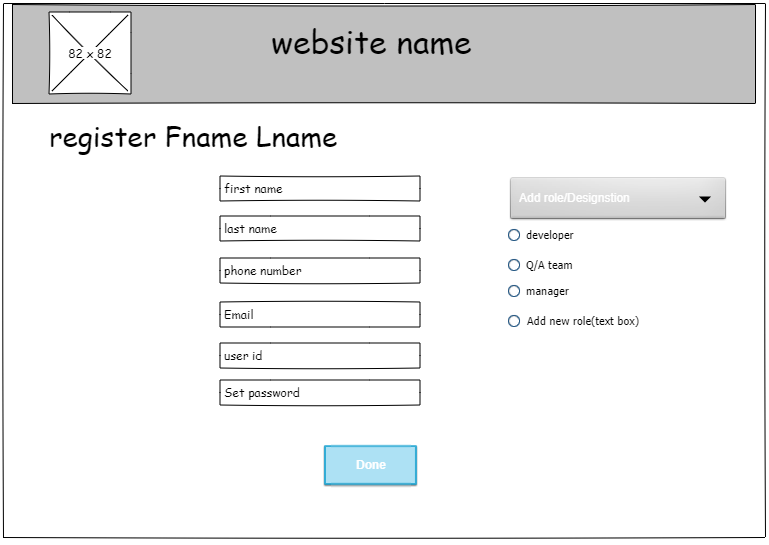 82 x 82
website name
register Fname Lname
first name
last name
phone number
Email
user id
Set password
Add role/Designstion
developer
Q/A team
manager
Add new role(text box)
Done